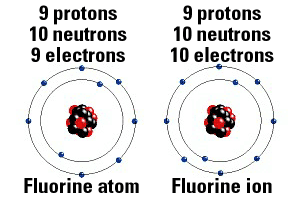 9 protons
10 neutrons
9 electrons
Fluorine atom
9 protons
10 neutrons
10 electrons
Fluorine ion